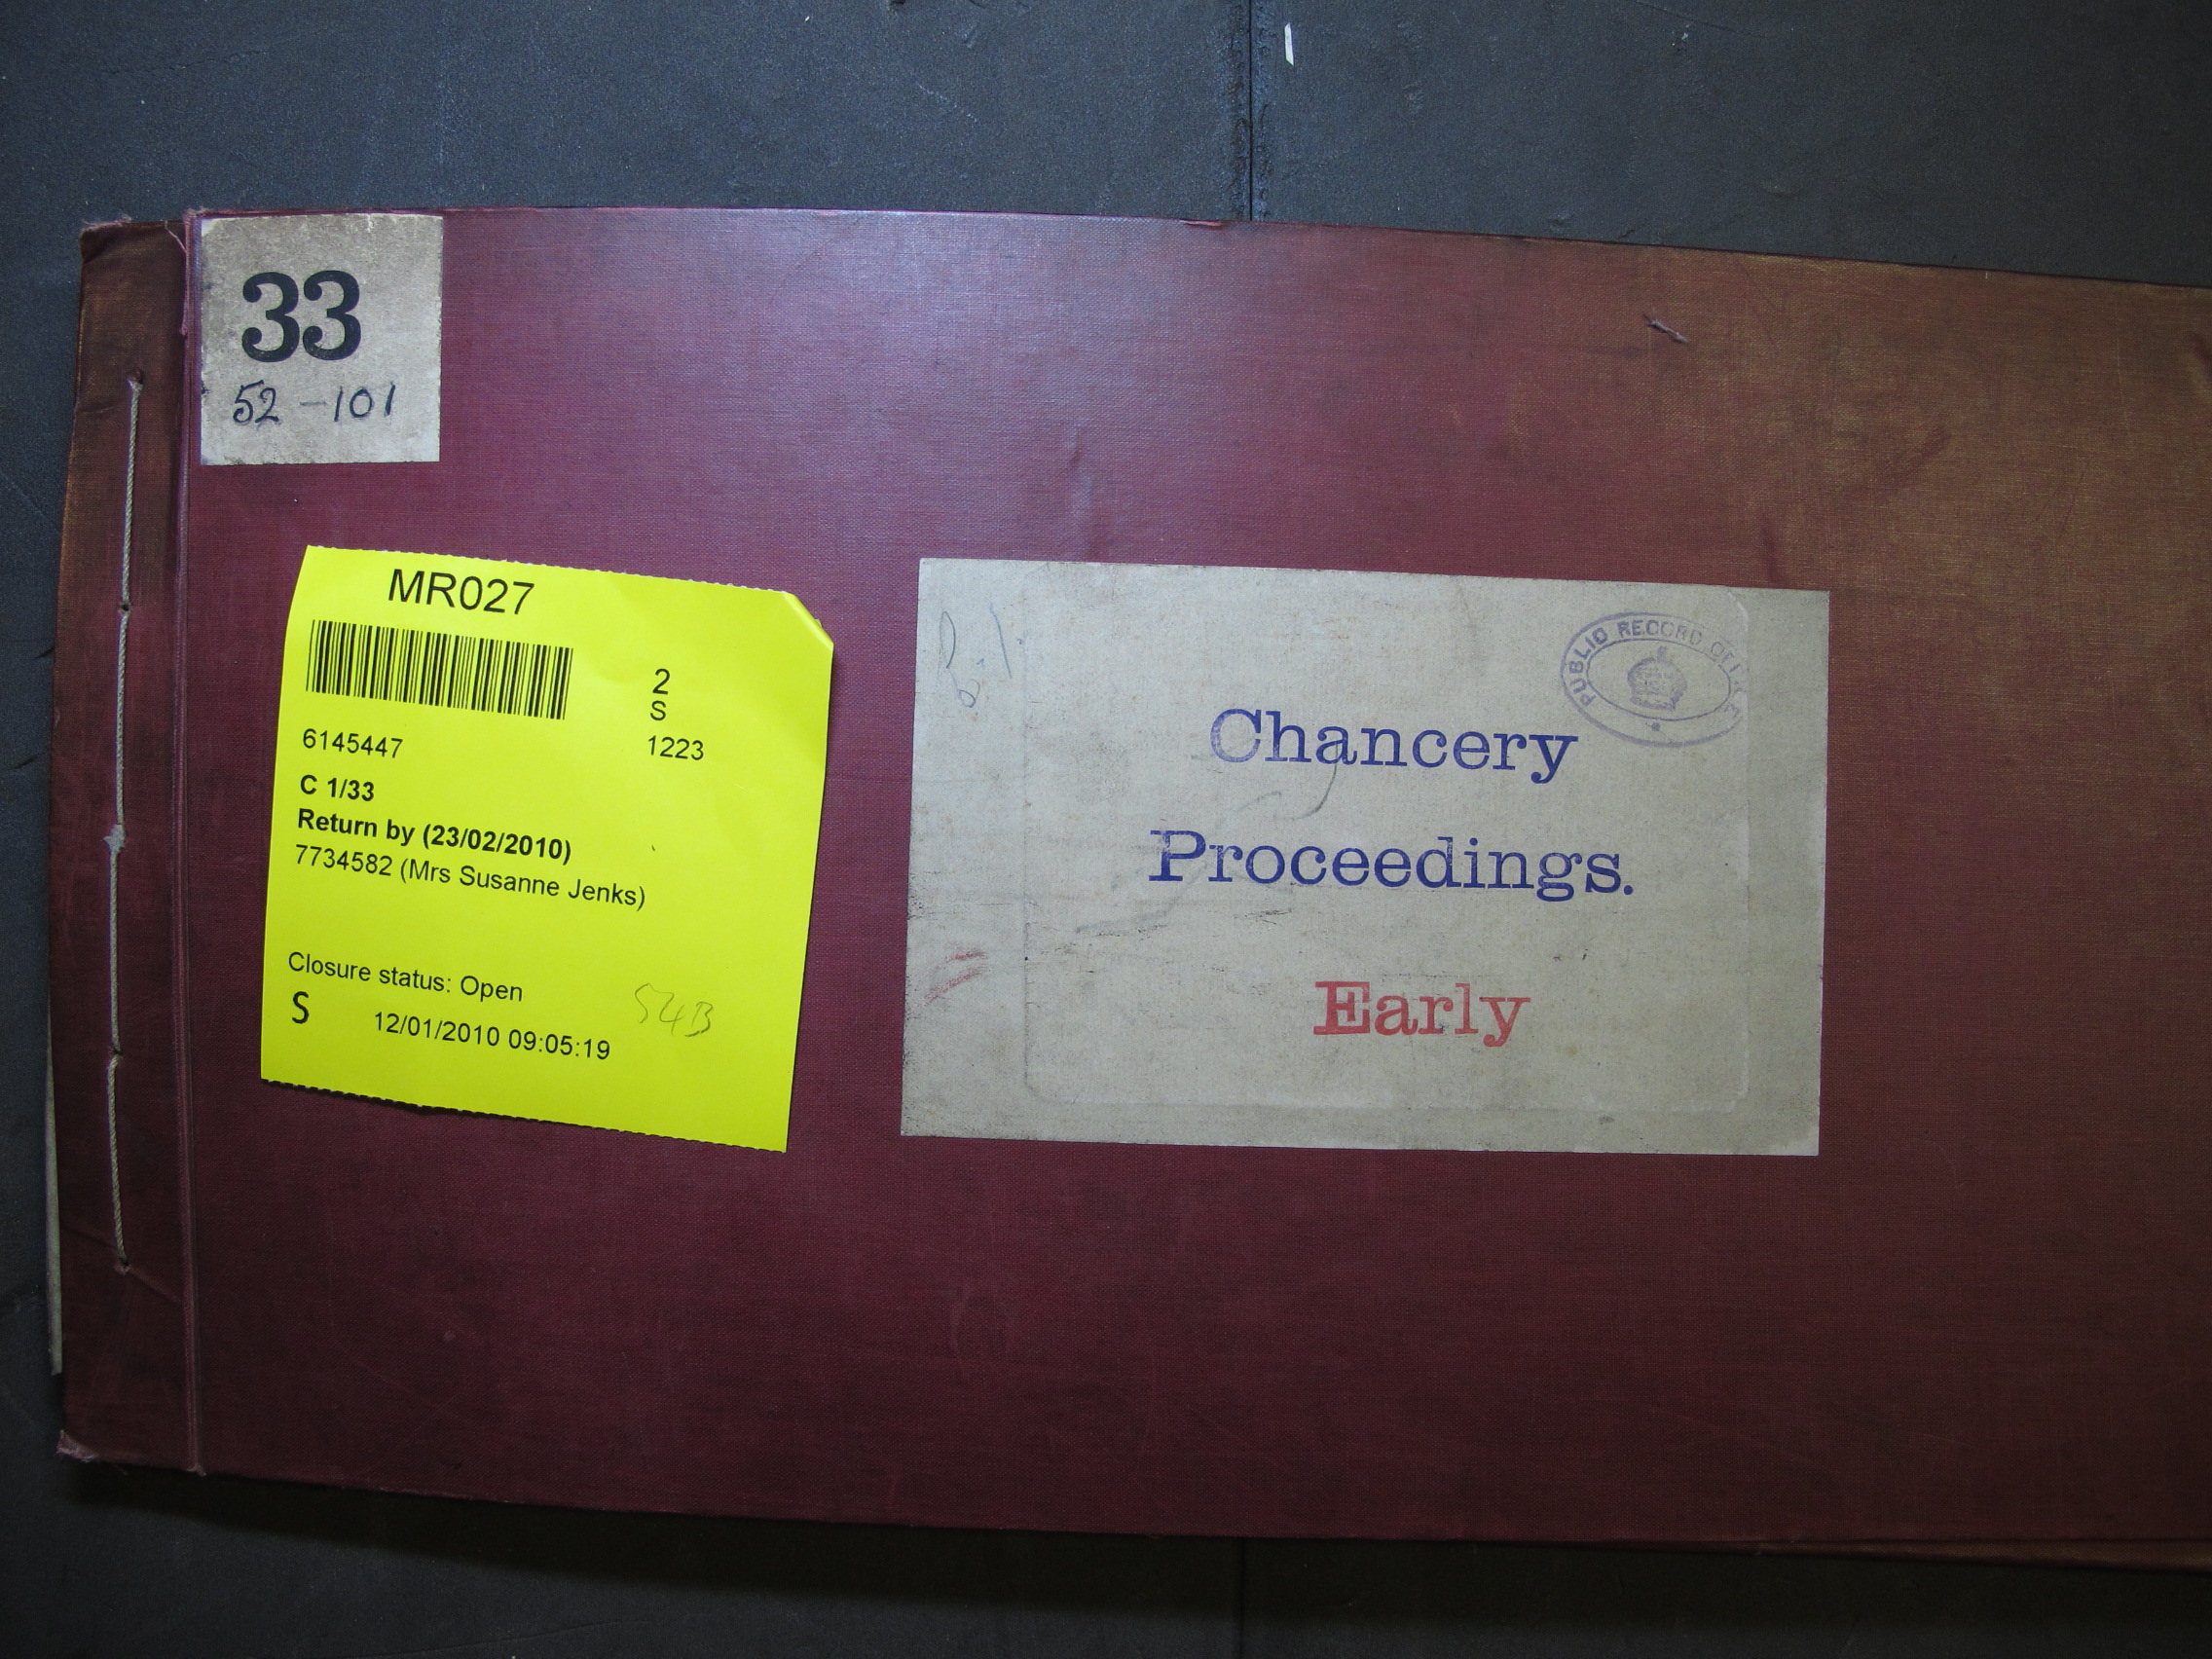 33
52-101
MR027
2
S
6145447
1223
C 1/33
Return by (23/02/2010)
7734582 (Mrs Susanne Jenks)
Closure status: Open
S
12/01/2010 09:05:19
54B
PUBLIC RECORD OFFICE
Chancery
Proceedings.
Early